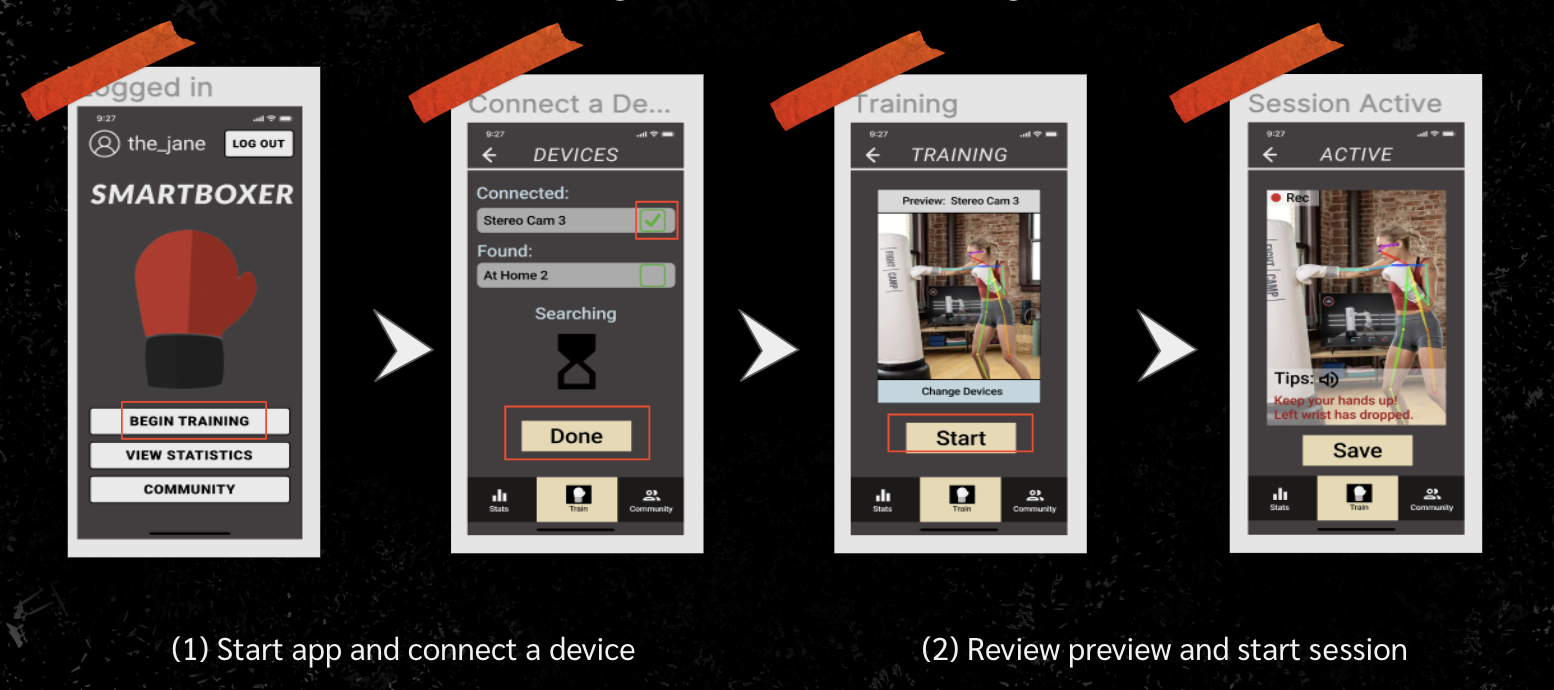 Logged in
9:27
the_jane
LOG OUT
SMARTBOXER
BEGIN TRAINING
VIEW STATISTICS
COMMUNITY
Connect a De...
9:27
DEVICES
Connected:
Stereo Cam 3
Found:
At Home 2
Searching
Done
Stats
Train
Community
Training
9:27
TRAINING
Preview: Stereo Cam 3
FIGHT
CAMP
Change Devices
Start
Stats
Train
Community
Session Active
9:27
ACTIVE
Rec
FIGHT
CAMP
Tips:
Keep your hands up!
Left wrist has dropped.
Save
Stats
Train
Community
(1) Start app and connect a device
(2) Review preview and start session